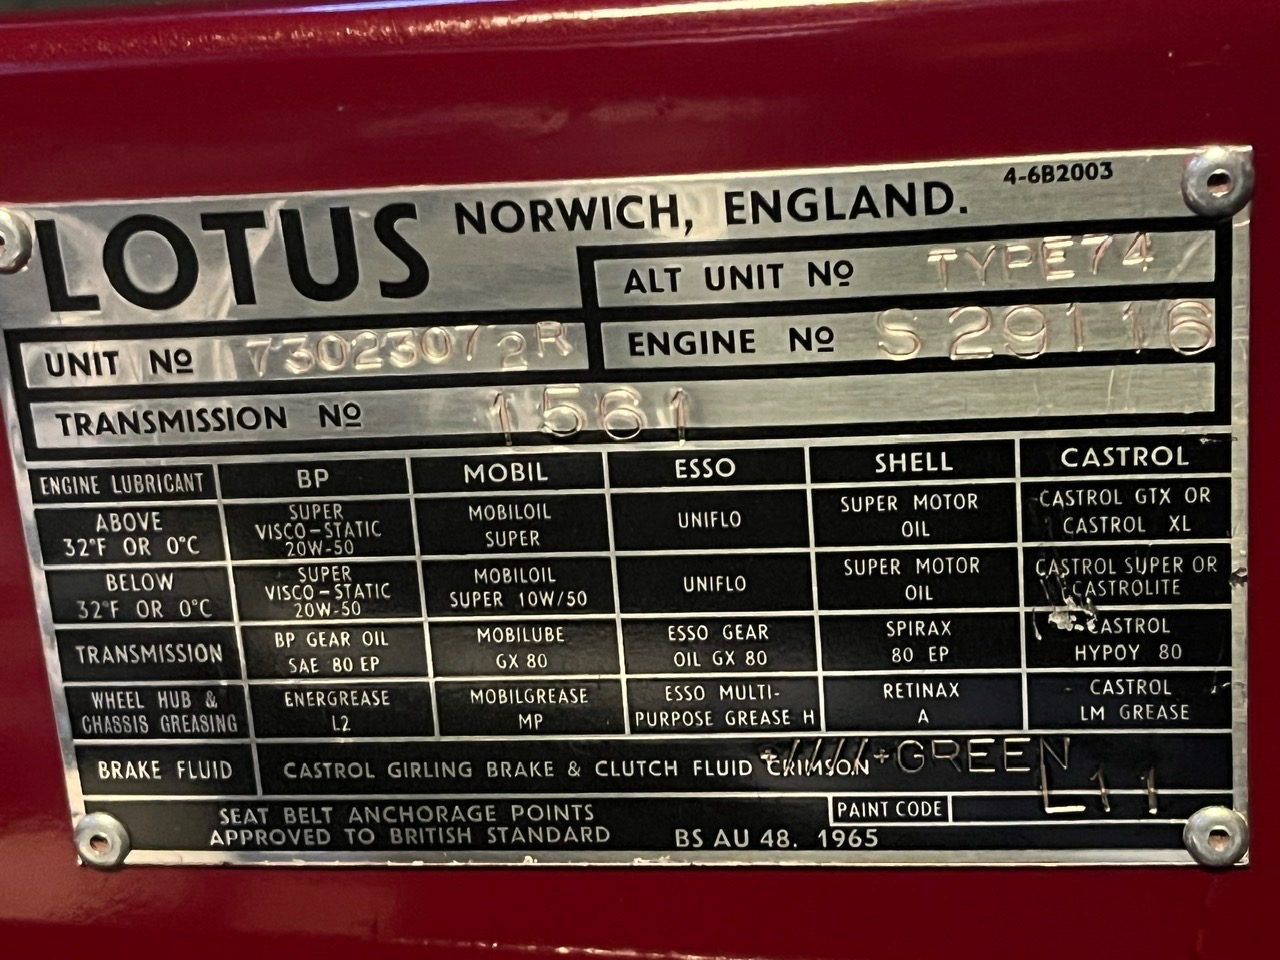 4-6B2003
LOTUS NORWICH, ENGLAND.
ALT UNIT Nº TYPE74
UNIT Nº 7302307 2R
ENGINE Nº S 29116
TRANSMISSION Nº 1561
ENGINE LUBRICANT BP MOBIL ESSO SHELL CASTROL
ABOVE
32°F OR 0°C
SUPER
VISCO-STATIC
20W-50
MOBILOIL
SUPER
UNIFLO
SUPER MOTOR
OIL
CASTROL GTX OR
CASTROL XL
BELOW
32°F OR 0°C
SUPER
VISCO-STATIC
20W-50
MOBILOIL
SUPER 10W/50
UNIFLO
SUPER MOTOR
OIL
CASTROL SUPER OR
CASTROLITE
TRANSMISSION
BP GEAR OIL
SAE 80 EP
MOBILUBE
GX 80
ESSO GEAR
OIL GX 80
SPIRAX
80 EP
CASTROL
HYPOY 80
WHEEL HUB &
CHASSIS GREASING
ENERGREASE
L2
MOBILGREASE
MP
ESSO MULTI-
PURPOSE GREASE H
RETINAX
A
CASTROL
LM GREASE
BRAKE FLUID CASTROL GIRLING BRAKE & CLUTCH FLUID CRIMSON GREEN
SEAT BELT ANCHORAGE POINTS
APPROVED TO BRITISH STANDARD BS AU 48. 1965
PAINT CODE L11